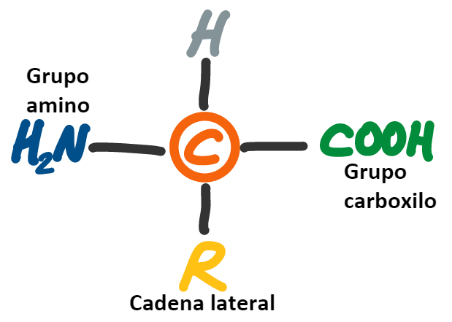 H
Grupo
amino
H₂N
C
COOH
Grupo
carboxilo
R
Cadena lateral